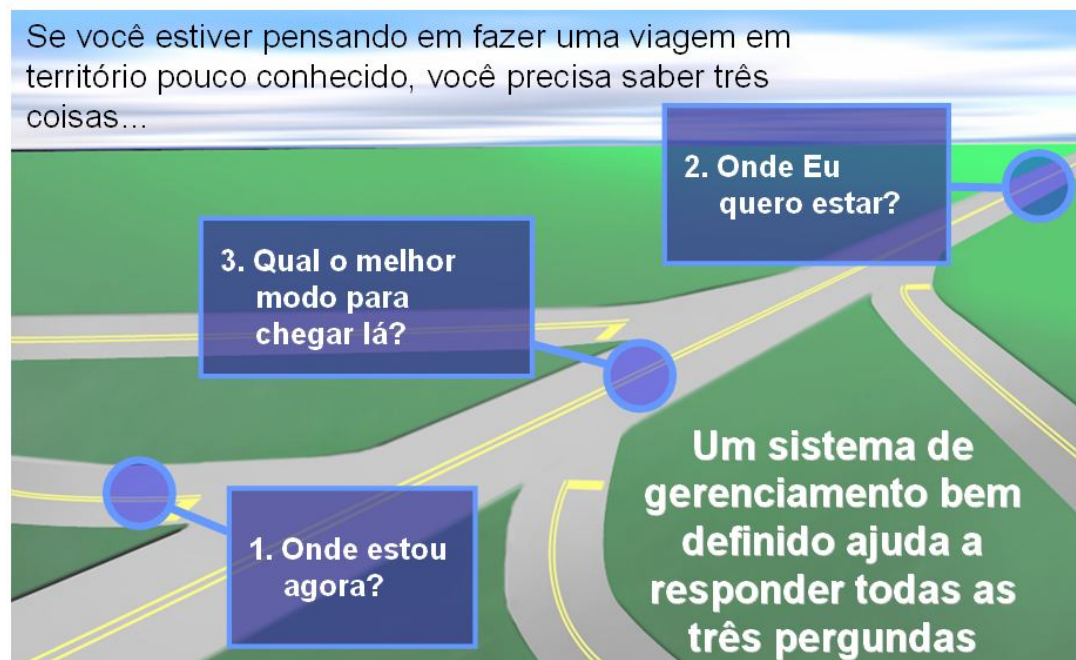 Se você estiver pensando em fazer uma viagem em
território pouco conhecido, você precisa saber três
coisas...
2. Onde Eu
quero estar?
3. Qual o melhor
modo para
chegar lá?
1. Onde estou
agora?
Um sistema de
gerenciamento bem
definido ajuda a
responder todas as
três pergundas